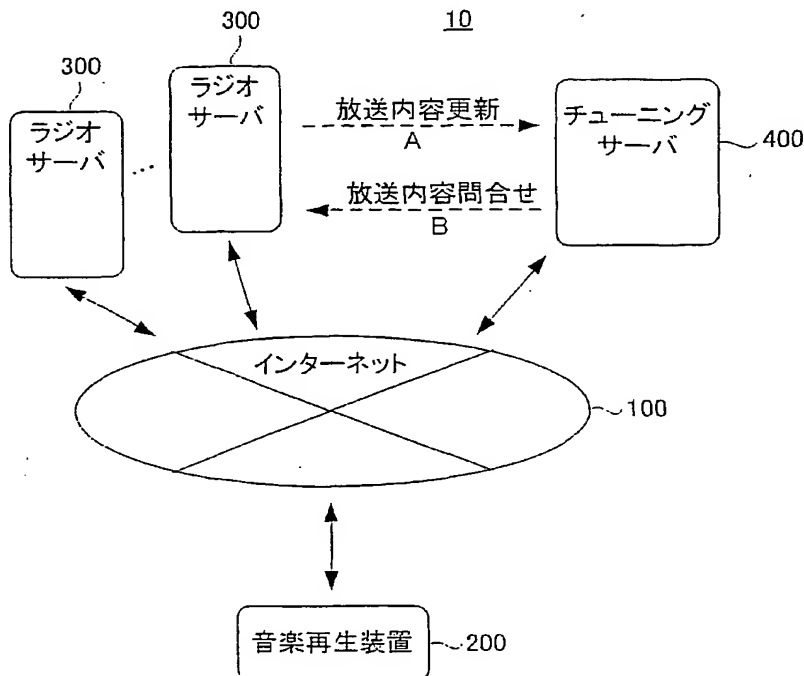 10
300
300
ラジオ
サーバ
ラジオ
サーバ
...
放送内容更新
A
放送内容問合せ
B
チューニング
サーバ
400
インターネット
100
音楽再生装置
200